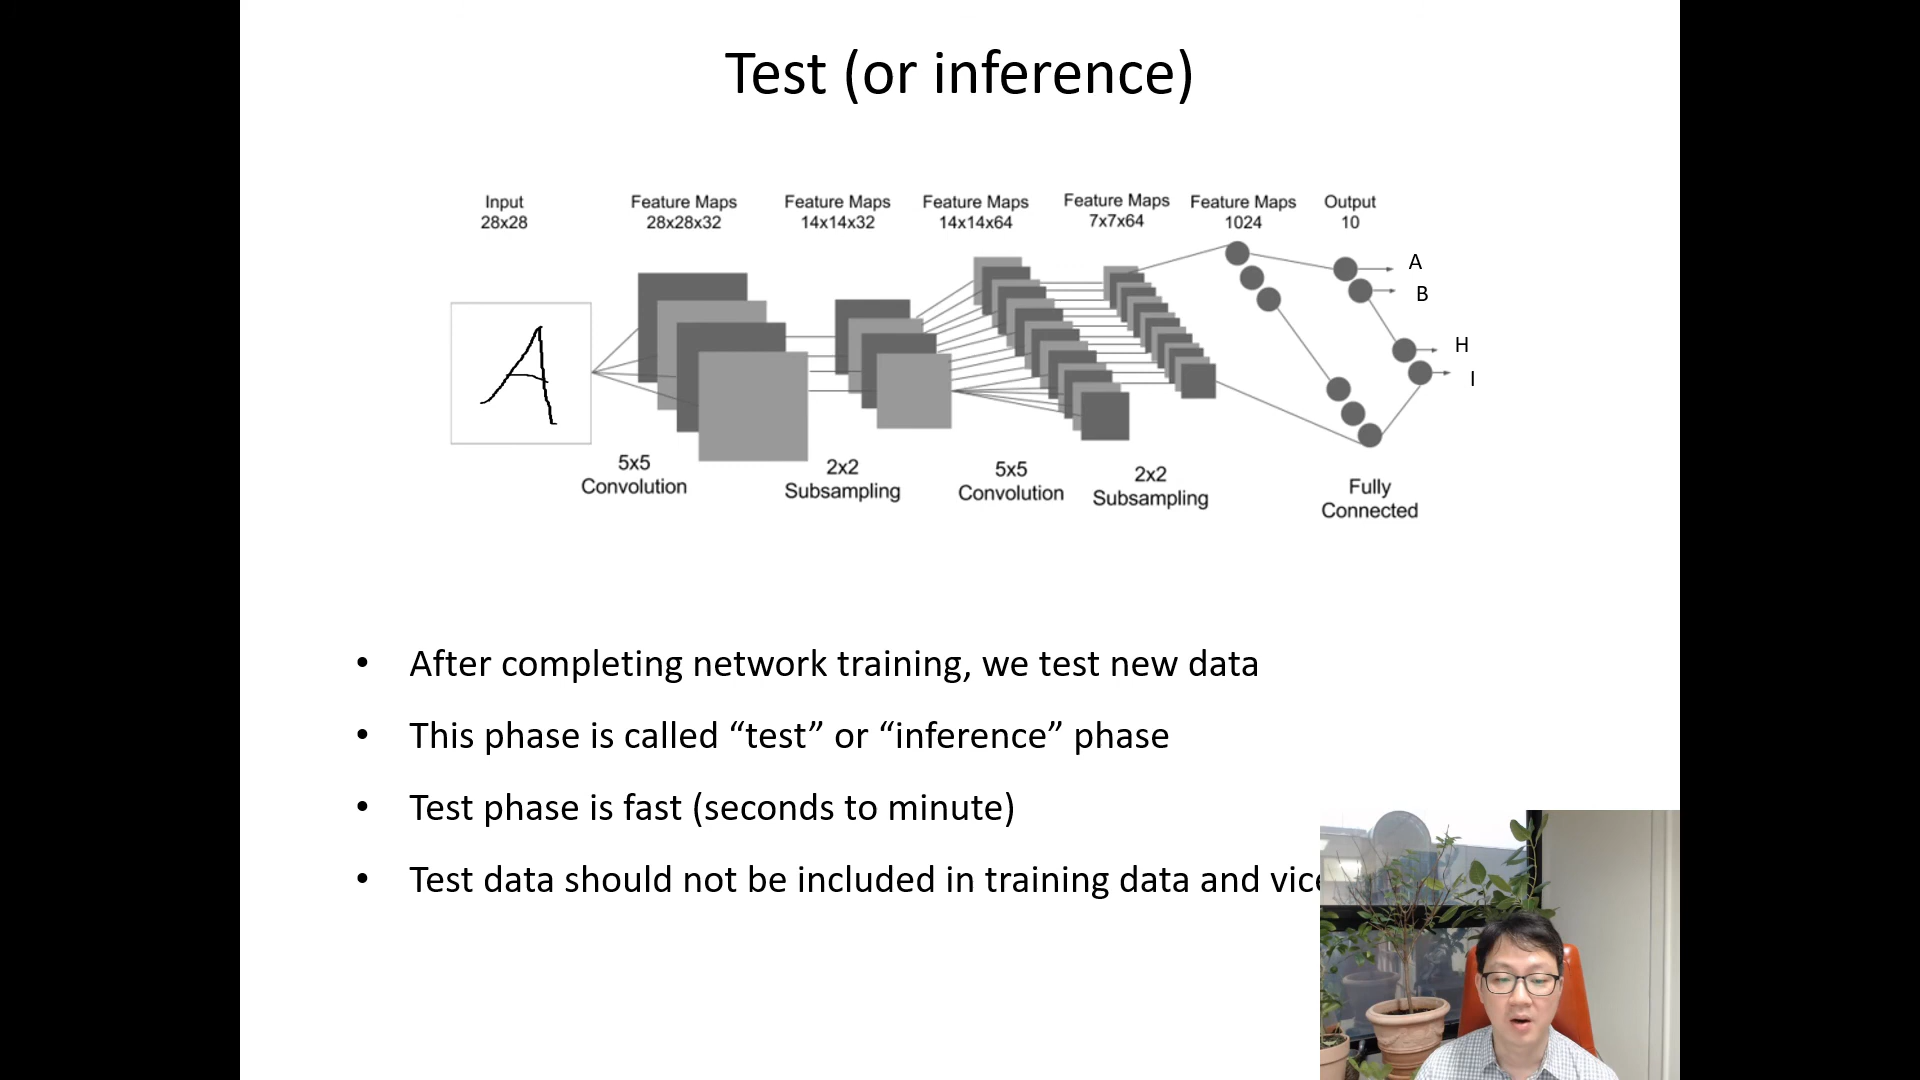 Test (or inference)
Input
28x28
Feature Maps
28x28x32
Feature Maps
14x14x32
Feature Maps
14x14x64
Feature Maps
7x7x64
Feature Maps
1024
Output
10
A
A
B
H
I
5x5
Convolution
2x2
Subsampling
5x5
Convolution
2x2
Subsampling
Fully
Connected
• After completing network training, we test new data
• This phase is called “test” or “inference” phase
• Test phase is fast (seconds to minute)
• Test data should not be included in training data and